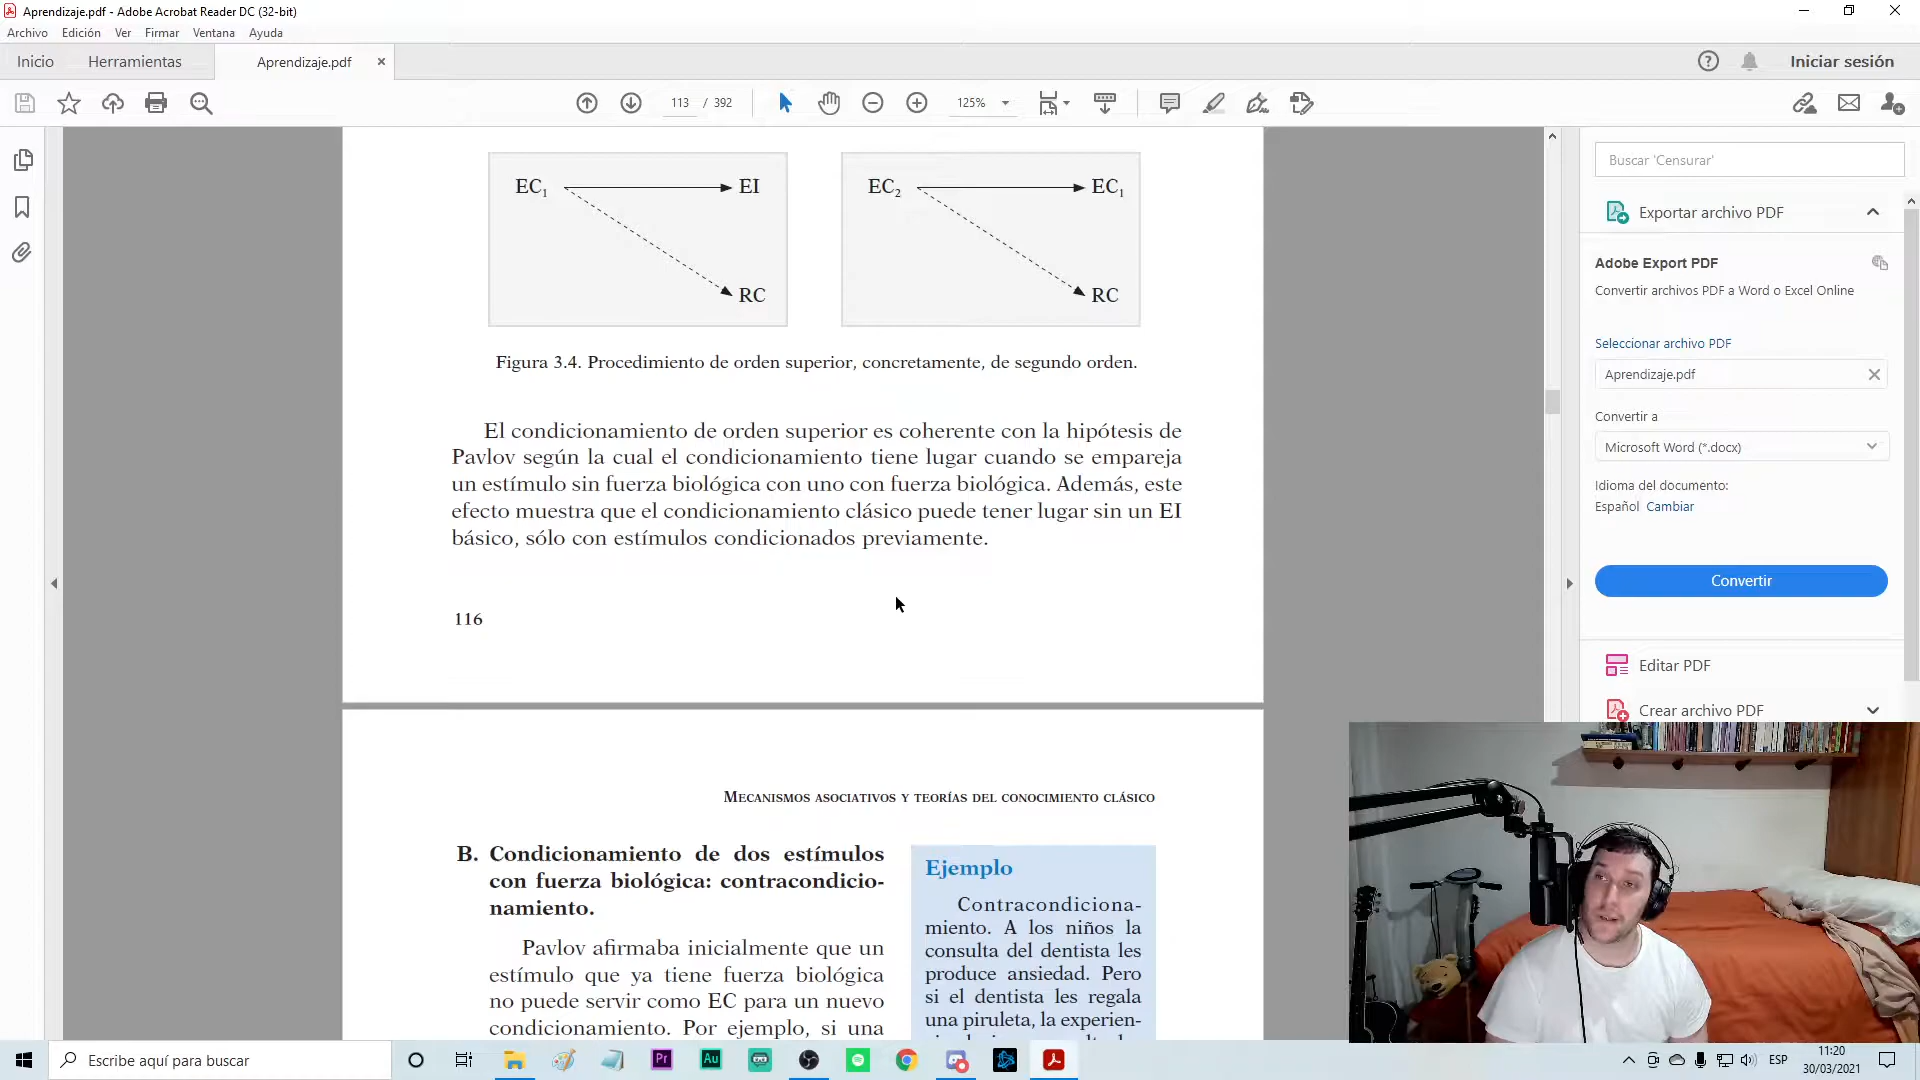 Aprendizaje.pdf - Adobe Acrobat Reader DC (32-bit)
Archivo Edición Ver Firmar Ventana Ayuda
Inicio Herramientas Aprendizaje.pdf Iniciar sesión
113 / 392 125%
EC1 EI
RC
EC2 EC1
RC
Figura 3.4. Procedimiento de orden superior, concretamente, de segundo orden.
El condicionamiento de orden superior es coherente con la hipótesis de
Pavlov según la cual el condicionamiento tiene lugar cuando se empareja
un estímulo sin fuerza biológica con uno con fuerza biológica. Además, este
efecto muestra que el condicionamiento clásico puede tener lugar sin un EI
básico, sólo con estímulos condicionados previamente.
116
MECANISMOS ASOCIATIVOS Y TEORÍAS DEL CONOCIMIENTO CLÁSICO
B. Condicionamiento de dos estímulos
con fuerza biológica: contracondicio-
namiento.
Pavlov afirmaba inicialmente que un
estímulo que ya tiene fuerza biológica
no puede servir como EC para un nuevo
condicionamiento. Por ejemplo, si una
Ejemplo
Contracondiciona-
miento. A los niños la
consulta del dentista les
produce ansiedad. Pero
si el dentista les regala
una piruleta, la experien-
Buscar 'Censurar'
Exportar archivo PDF
Adobe Export PDF
Convertir archivos PDF a Word o Excel Online
Seleccionar archivo PDF
Aprendizaje.pdf
Convertir a
Microsoft Word (*.docx)
Idioma del documento:
Español Cambiar
Convertir
Editar PDF
Crear archivo PDF
Escribe aquí para buscar
Pr
Au
ESP
11:20
30/03/2021